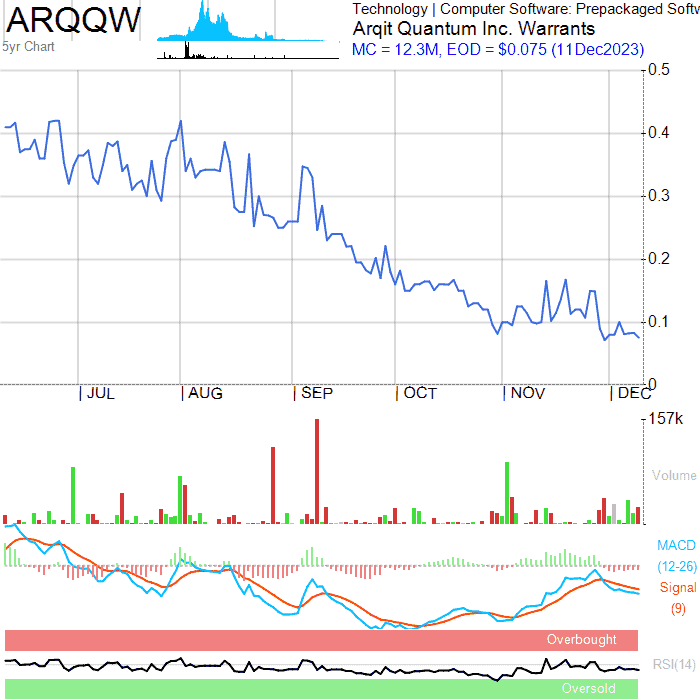 ARQQW
5yr Chart
Technology | Computer Software: Prepackaged Softw
Arqit Quantum Inc. Warrants
MC = 12.3M, EOD = $0.075 (11Dec2023)
0.5
0.4
0.3
0.2
0.1
0
| JUL | AUG | SEP | OCT | NOV | DEC
157k
Volume
MACD
(12-26)
Signal
(9)
Overbought
RSI(14)
Oversold